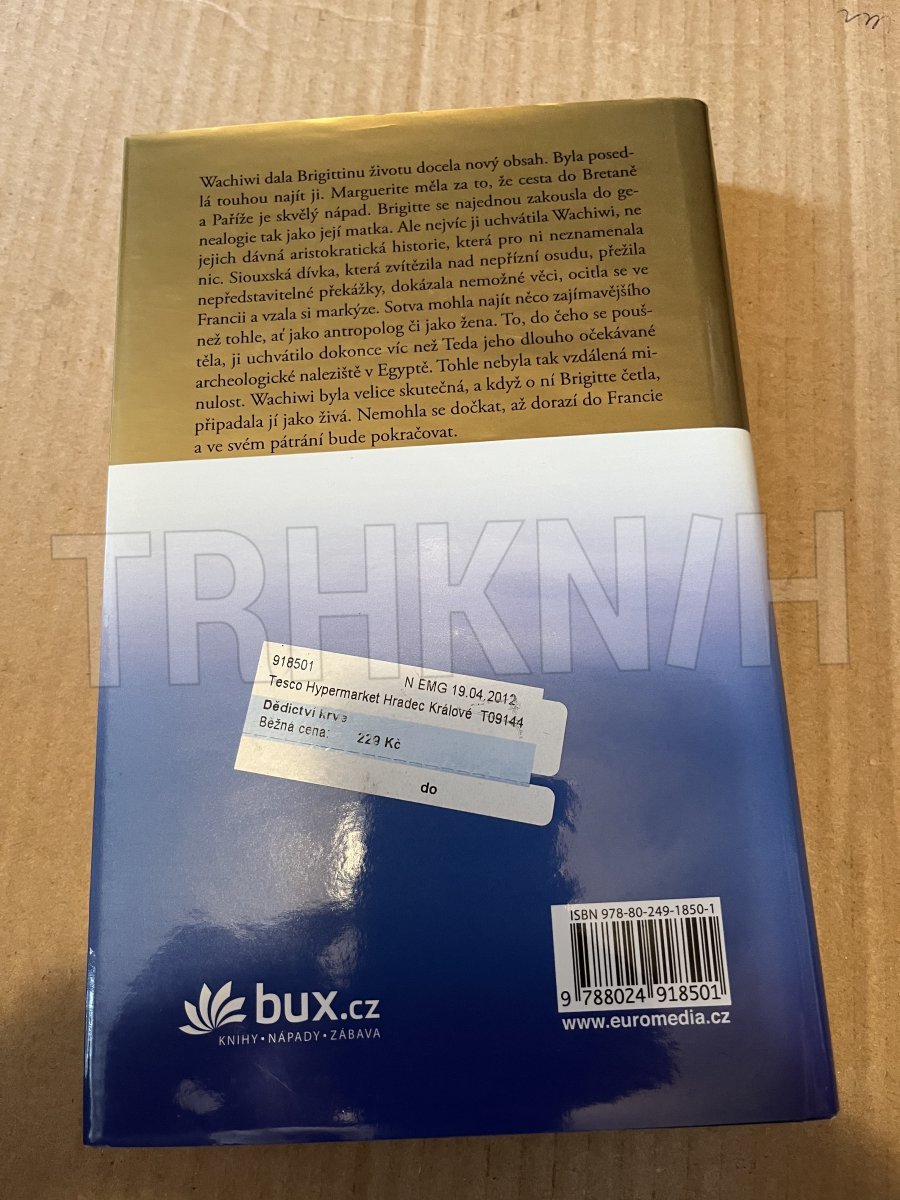 Wachiwi dala Brigittinu životu docela nový obsah. Byla posed-
lá touhou najít ji. Marguerite měla za to, že cesta do Bretaně
a Paříže je skvělý nápad. Brigitte se najednou zakousla do ge-
nealogie tak jako její matka. Ale nejvíc ji uchvátila Wachiwi, ne
jejich dávná aristokratická historie, která pro ni neznamenala
nic. Siouxská dívka, která zvítězila nad nepřízní osudu, přežila
nepředstavitelné překážky, dokázala nemožné věci, ocitla se ve
Francii a vzala si markýze. Sotva mohla najít něco zajímavějšího
než tohle, ať jako antropolog či jako žena. To, do čeho se pouš-
těla, ji uchvátilo dokonce víc než Teda jeho dlouho očekávané
archeologické naleziště v Egyptě. Tohle nebyla tak vzdálená mi-
nulost. Wachiwi byla velice skutečná, a když o ní Brigitte četla,
připadala jí jako živá. Nemohla se dočkat, až dorazí do Francie
a ve svém pátrání bude pokračovat.
TRHKNIH
918501 N EMG 19.04.2012
Tesco Hypermarket Hradec Králové T09144
Dědictví krve
Běžná cena: 229 Kč
do
ISBN 978-80-249-1850-1
9 788024 918501
www.euromedia.cz
bux.cz
KNIHY • NÁPADY • ZÁBAVA